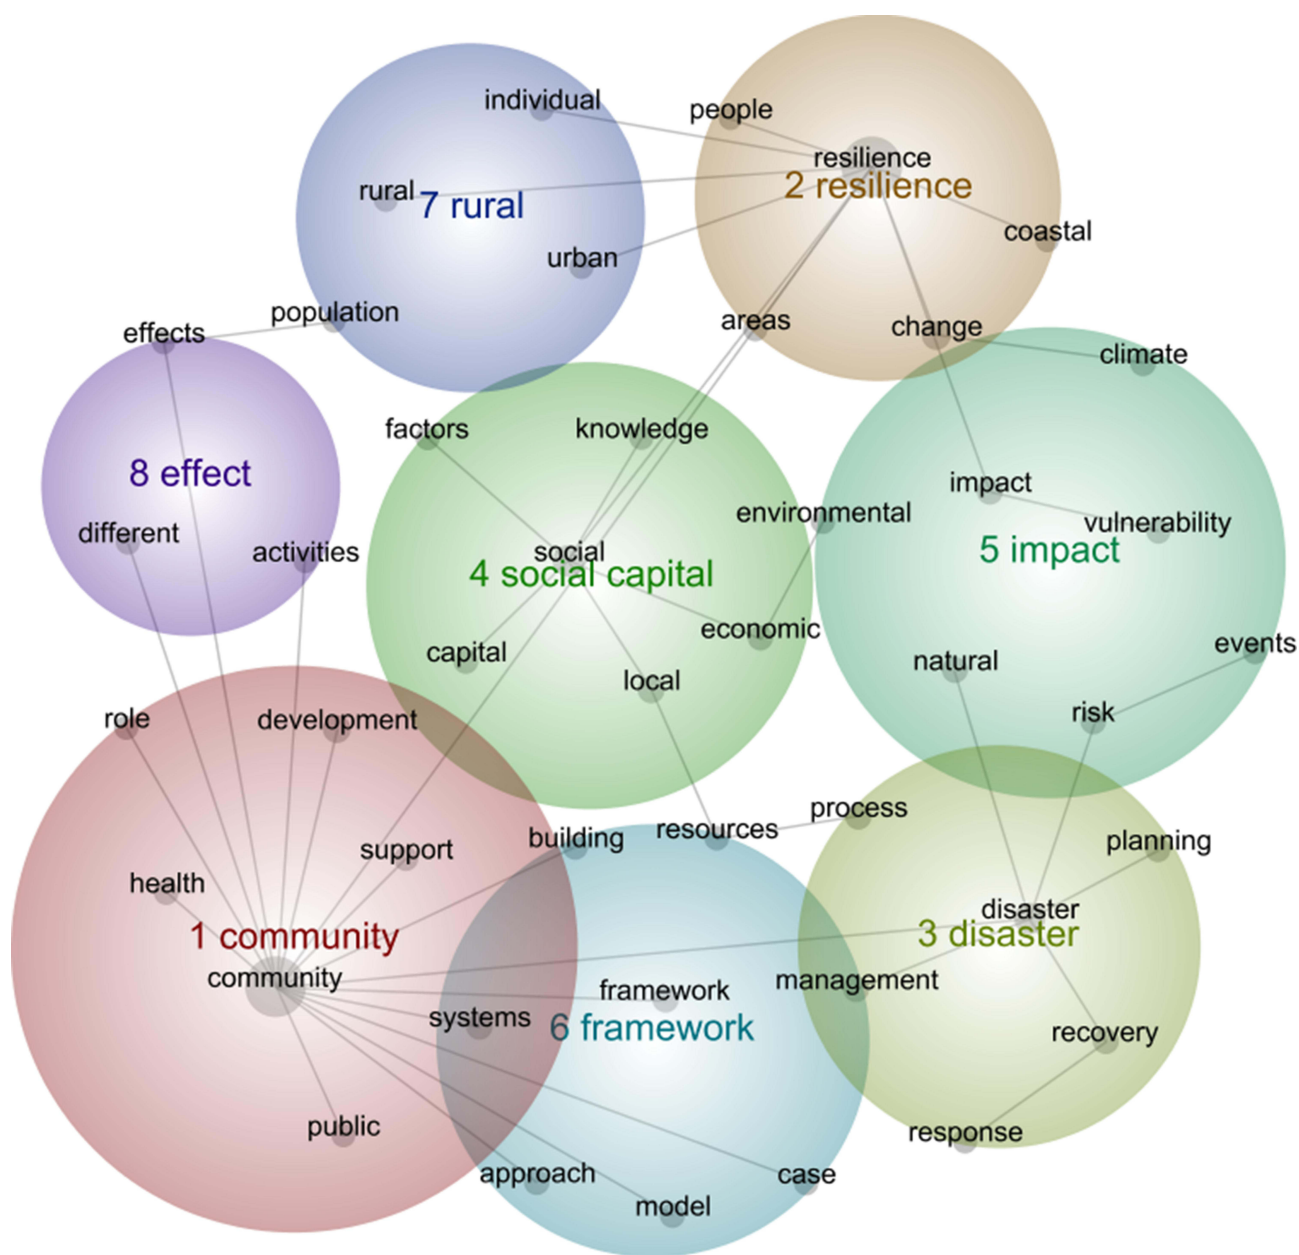 individual
people
resilience
2 resilience
rural
7 rural
coastal
urban
population
effects
areas
change
climate
factors
knowledge
8 effect
impact
environmental
vulnerability
different
activities
social
5 impact
4 social capital
economic
capital
natural
events
local
role
development
risk
process
resources
building
planning
support
health
disaster
1 community
3 disaster
community
management
framework
systems
6 framework
recovery
public
response
approach
case
model